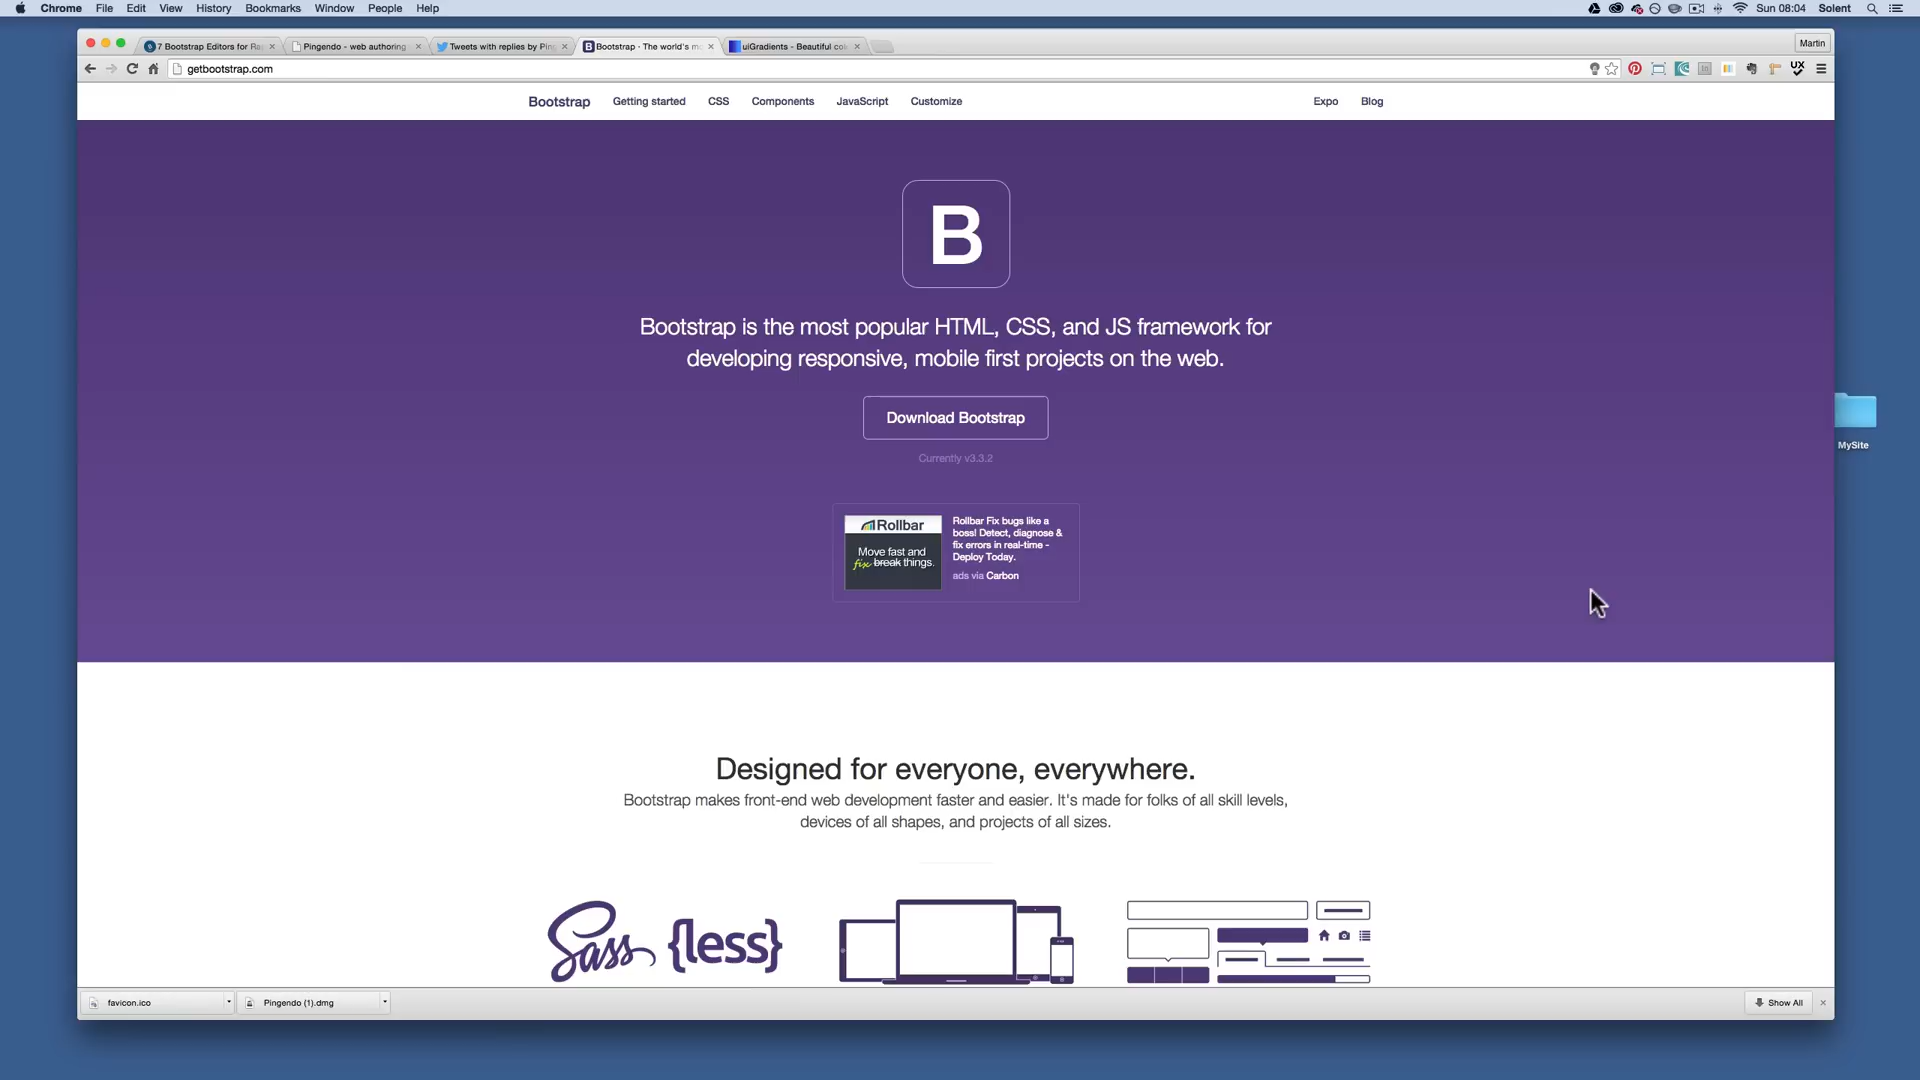 Chrome File Edit View History Bookmarks Window People Help Sun 08:04 Solent
7 Bootstrap Editors for Ra Pingendo - web authoring Tweets with replies by Pin Bootstrap · The world's m uiGradients - Beautiful col Martin
getbootstrap.com UX
Bootstrap Getting started CSS Components JavaScript Customize Expo Blog
B
Bootstrap is the most popular HTML, CSS, and JS framework for
developing responsive, mobile first projects on the web.
Download Bootstrap
Currently v3.3.2
MySite
Rollbar
Move fast and
fix break things.
Rollbar Fix bugs like a
boss! Detect, diagnose &
fix errors in real-time -
Deploy Today.
ads via Carbon
Designed for everyone, everywhere.
Bootstrap makes front-end web development faster and easier. It's made for folks of all skill levels,
devices of all shapes, and projects of all sizes.
Sass {less}
favicon.ico Pingendo (1).dmg Show All